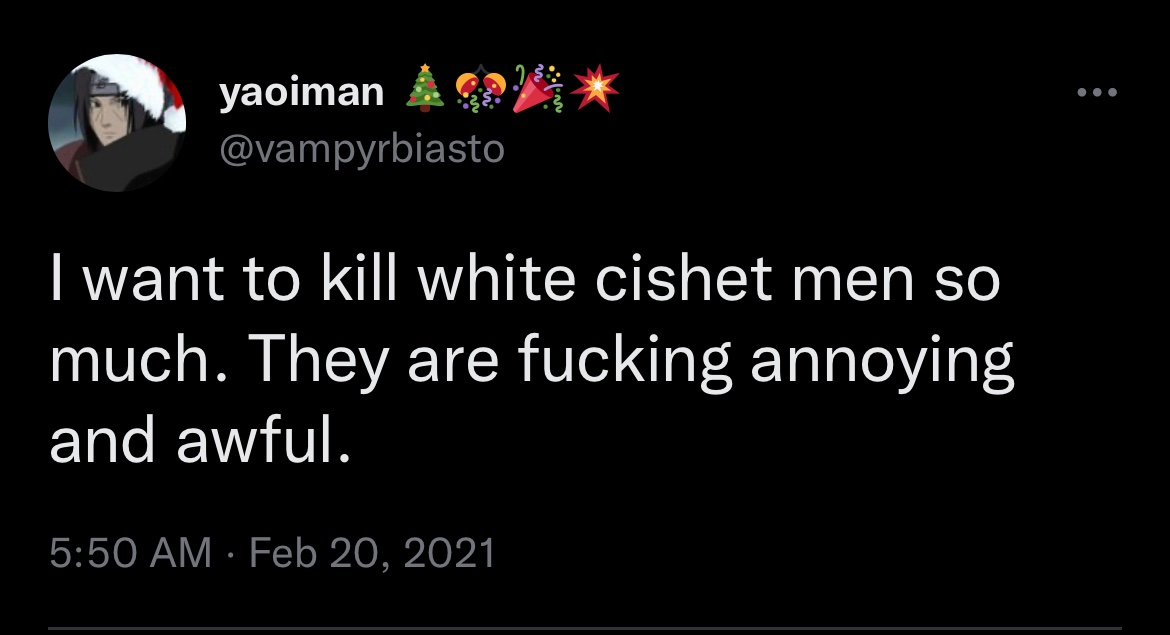 yaoiman 🎄🎊🎉💥
@vampyrbiasto
I want to kill white cishet men so
much. They are fucking annoying
and awful.
5:50 AM · Feb 20, 2021